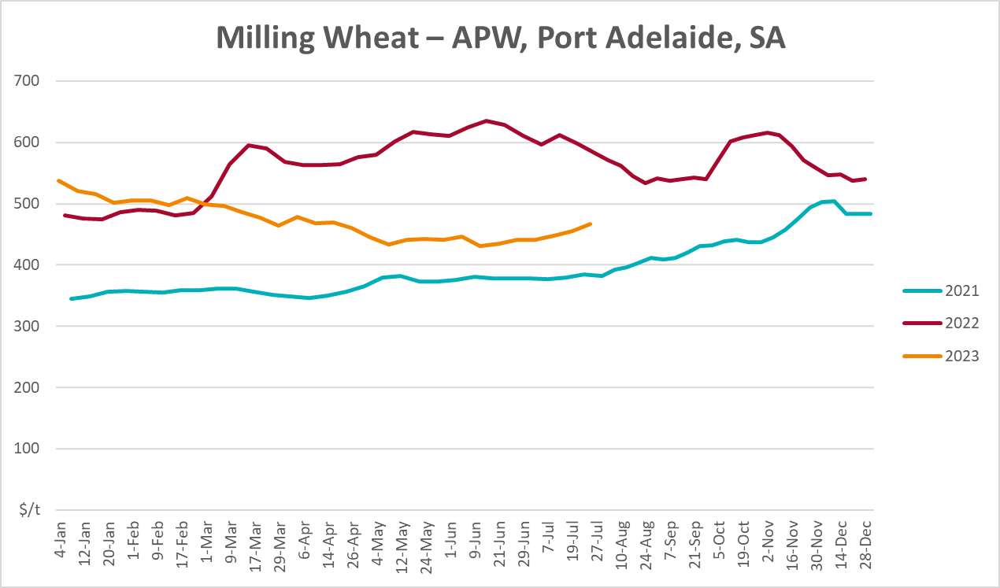 Milling Wheat – APW, Port Adelaide, SA
700
600
500
400
300
200
100
$/t
4-Jan
12-Jan
20-Jan
1-Feb
9-Feb
17-Feb
1-Mar
9-Mar
17-Mar
29-Mar
6-Apr
14-Apr
26-Apr
4-May
12-May
24-May
1-Jun
9-Jun
21-Jun
29-Jun
7-Jul
19-Jul
27-Jul
10-Aug
24-Aug
7-Sep
21-Sep
5-Oct
19-Oct
2-Nov
16-Nov
30-Nov
14-Dec
28-Dec
2021
2022
2023